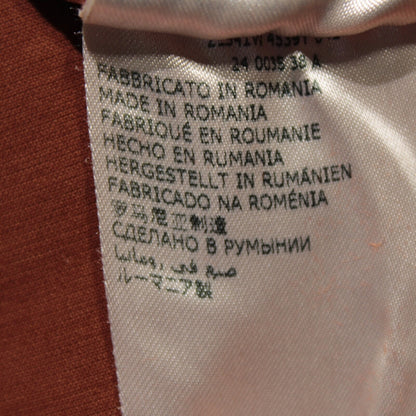 24 0035 38 A
FABBRICATO IN ROMANIA
MADE IN ROMANIA
FABRIQUÉ EN ROUMANIE
HECHO EN RUMANIA
HERGESTELLT IN RUMÄNIEN
FABRICADO NA ROMÉNIA
罗马尼亚制造
СДЕЛАНО В РУМЫНИИ
صنع في رومانيا
ルーマニア製